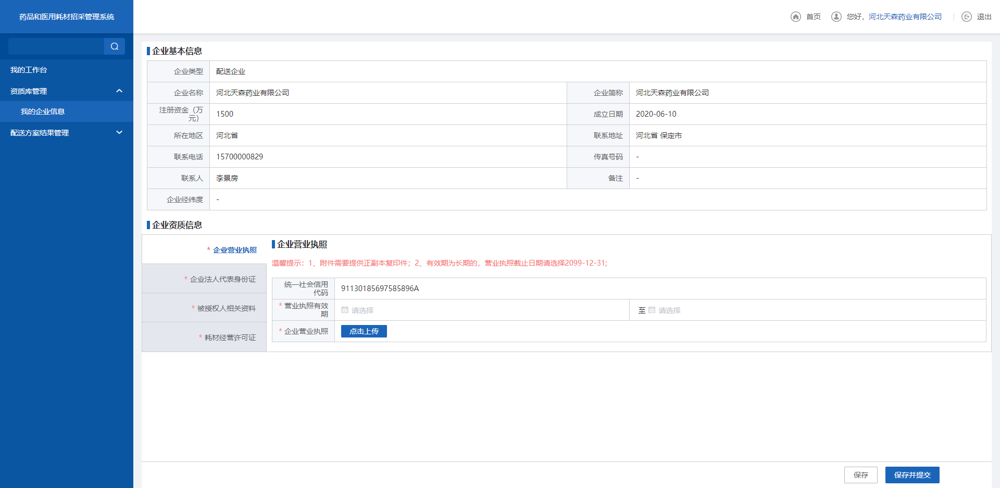 药品和医用耗材招采管理系统
首页
您好，河北天森药业有限公司
退出
我的工作台
资质库管理
我的企业信息
配送方案结果管理
企业基本信息
企业类型 配送企业
企业名称 河北天森药业有限公司 企业简称 河北天森药业有限公司
注册资金（万元） 1500 成立日期 2020-06-10
所在地区 河北省 联系地址 河北省 保定市
联系电话 15700000829 传真号码 -
联系人 李景房 备注 -
企业经纬度 -
企业资质信息
* 企业营业执照
* 企业法人代表身份证
* 被授权人相关资料
* 耗材经营许可证
企业营业执照
温馨提示：1、附件需要提供正副本复印件；2、有效期为长期的，营业执照截止日期请选择2099-12-31;
统一社会信用代码 91130185697585896A
* 营业执照有效期 请选择 至 请选择
* 企业营业执照 点击上传
保存
保存并提交